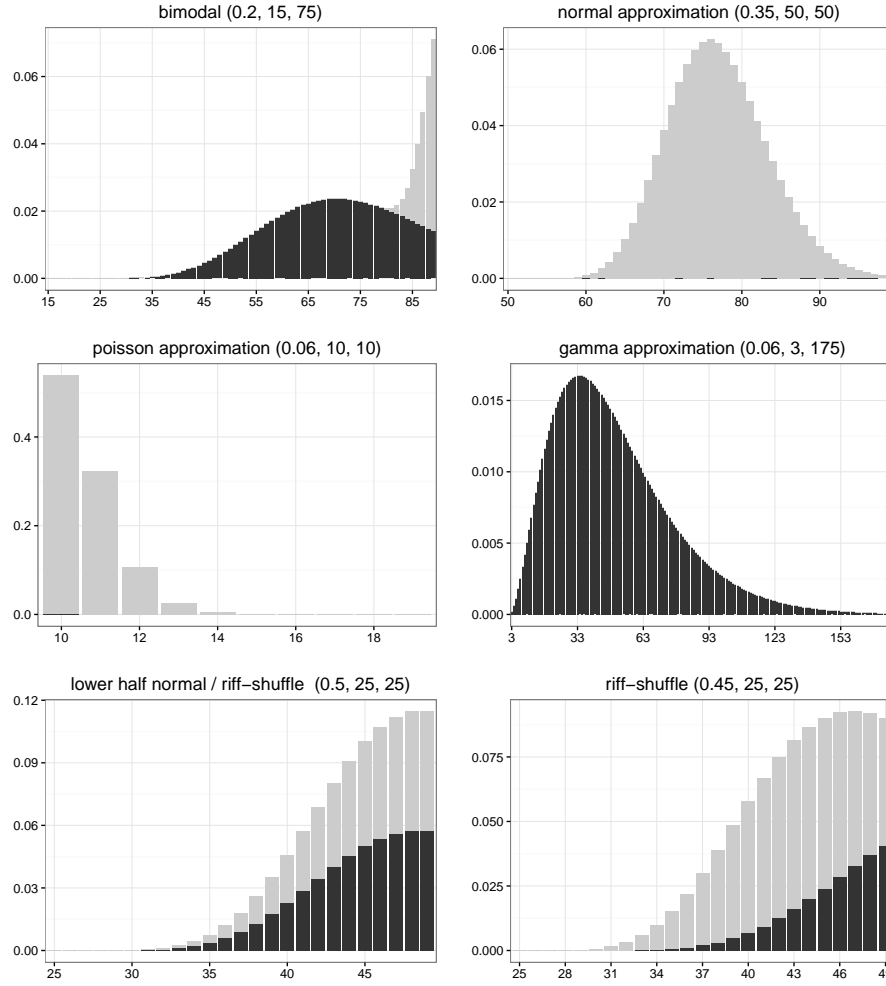 bimodal (0.2, 15, 75)
normal approximation (0.35, 50, 50)
0.06
0.04
0.02
0.00
15 25 35 45 55 65 75 85
0.06
0.04
0.02
0.00
50 60 70 80 90
poisson approximation (0.06, 10, 10)
gamma approximation (0.06, 3, 175)
0.4
0.2
0.0
10 12 14 16 18
0.015
0.010
0.005
0.000
3 33 63 93 123 153
lower half normal / riff−shuffle (0.5, 25, 25)
riff−shuffle (0.45, 25, 25)
0.12
0.09
0.06
0.03
0.00
25 30 35 40 45
0.075
0.050
0.025
0.000
25 28 31 34 37 40 43 46